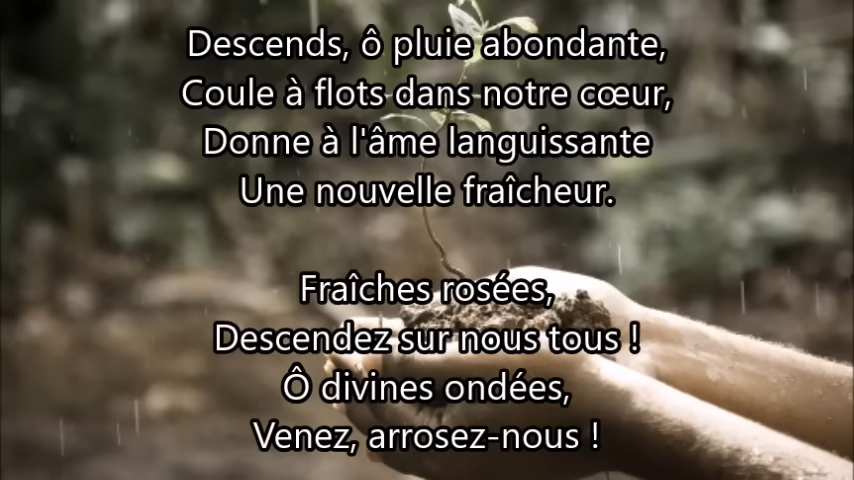 Descends, ô pluie abondante,
Coule à flots dans notre cœur,
Donne à l'âme languissante
Une nouvelle fraîcheur.
Fraîches rosées,
Descendez sur nous tous !
Ô divines ondées,
Venez, arrosez-nous !